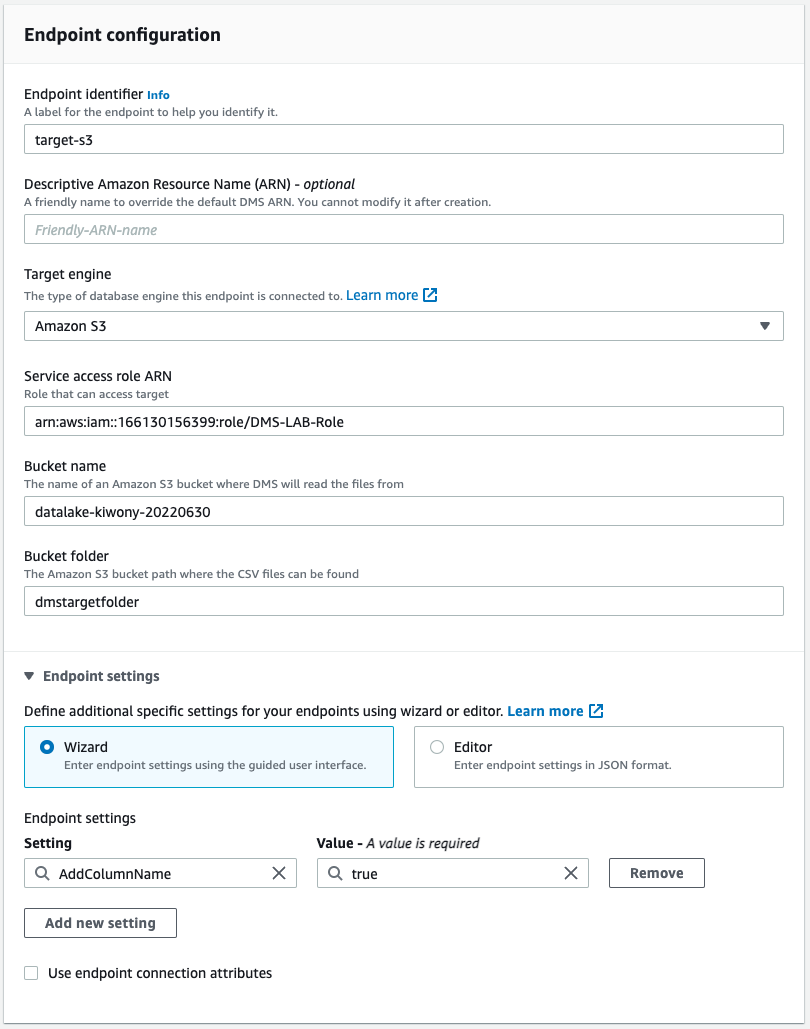 Endpoint configuration
Endpoint identifier Info
A label for the endpoint to help you identify it.
target-s3
Descriptive Amazon Resource Name (ARN) - optional
A friendly name to override the default DMS ARN. You cannot modify it after creation.
Friendly-ARN-name
Target engine
The type of database engine this endpoint is connected to. Learn more
Amazon S3
Service access role ARN
Role that can access target
arn:aws:iam::166130156399:role/DMS-LAB-Role
Bucket name
The name of an Amazon S3 bucket where DMS will read the files from
datalake-kiwony-20220630
Bucket folder
The Amazon S3 bucket path where the CSV files can be found
dmstargetfolder
Endpoint settings
Define additional specific settings for your endpoints using wizard or editor. Learn more
Wizard
Enter endpoint settings using the guided user interface.
Editor
Enter endpoint settings in JSON format.
Endpoint settings
Setting
Value - A value is required
AddColumnName
true
Remove
Add new setting
Use endpoint connection attributes